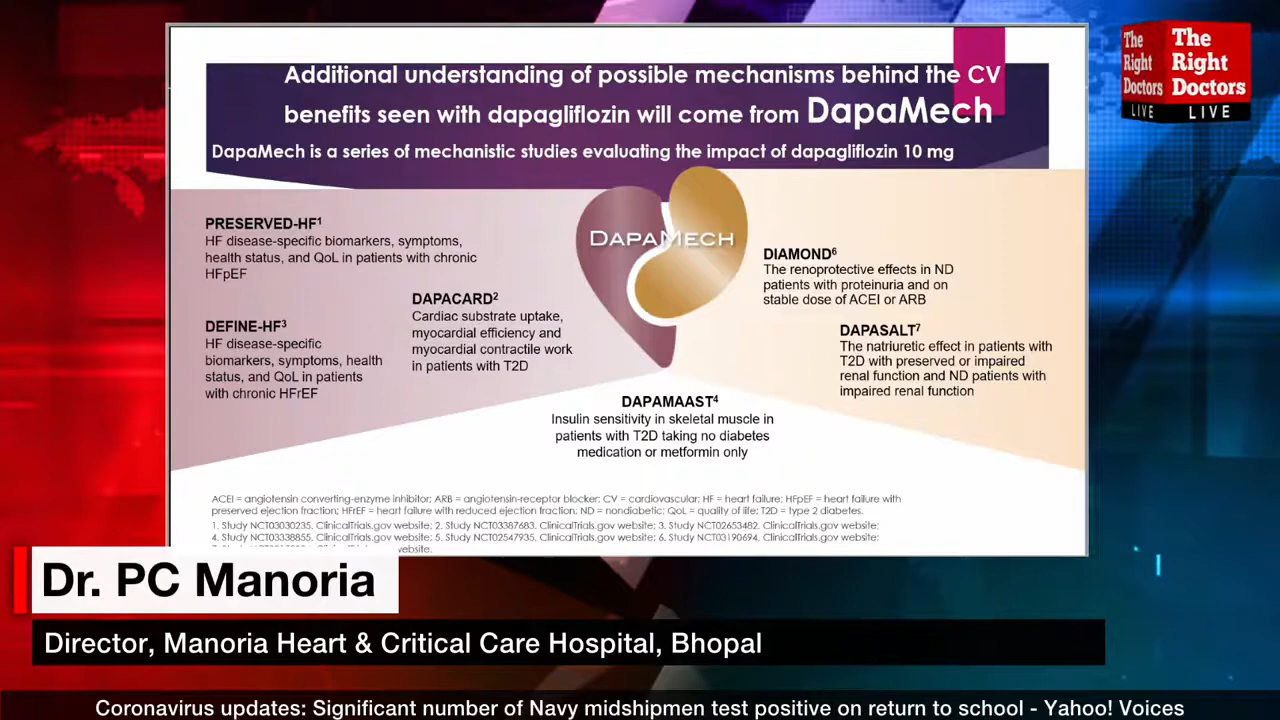 Additional understanding of possible mechanisms behind the CV
benefits seen with dapagliflozin will come from DapaMech
DapaMech is a series of mechanistic studies evaluating the impact of dapagliflozin 10 mg
The
Right
Doctors
LIVE
The
Right
Doctors
LIVE
PRESERVED-HF¹
HF disease-specific biomarkers, symptoms,
health status, and QoL in patients with chronic
HFpEF
DAPACARD²
Cardiac substrate uptake,
myocardial efficiency and
myocardial contractile work
in patients with T2D
DEFINE-HF³
HF disease-specific
biomarkers, symptoms, health
status, and QoL in patients
with chronic HFrEF
DAPAMECH
DIAMOND⁶
The renoprotective effects in ND
patients with proteinuria and on
stable dose of ACEI or ARB
DAPASALT⁷
The natriuretic effect in patients with
T2D with preserved or impaired
renal function and ND patients with
impaired renal function
DAPAMAAST⁴
Insulin sensitivity in skeletal muscle in
patients with T2D taking no diabetes
medication or metformin only
ACEI = angiotensin converting-enzyme inhibitor; ARB = angiotensin-receptor blocker; CV = cardiovascular; HF = heart failure; HFpEF = heart failure with
preserved ejection fraction; HFrEF = heart failure with reduced ejection fraction; ND = nondiabetic; QoL = quality of life; T2D = type 2 diabetes.
1. Study NCT03030235. ClinicalTrials.gov website; 2. Study NCT03387683. ClinicalTrials.gov website; 3. Study NCT02653482. ClinicalTrials.gov website;
4. Study NCT03338855. ClinicalTrials.gov website; 5. Study NCT02547935. ClinicalTrials.gov website; 6. Study NCT03190694. ClinicalTrials.gov website;
website.
Dr. PC Manoria
Director, Manoria Heart & Critical Care Hospital, Bhopal
Coronavirus updates: Significant number of Navy midshipmen test positive on return to school - Yahoo! Voices